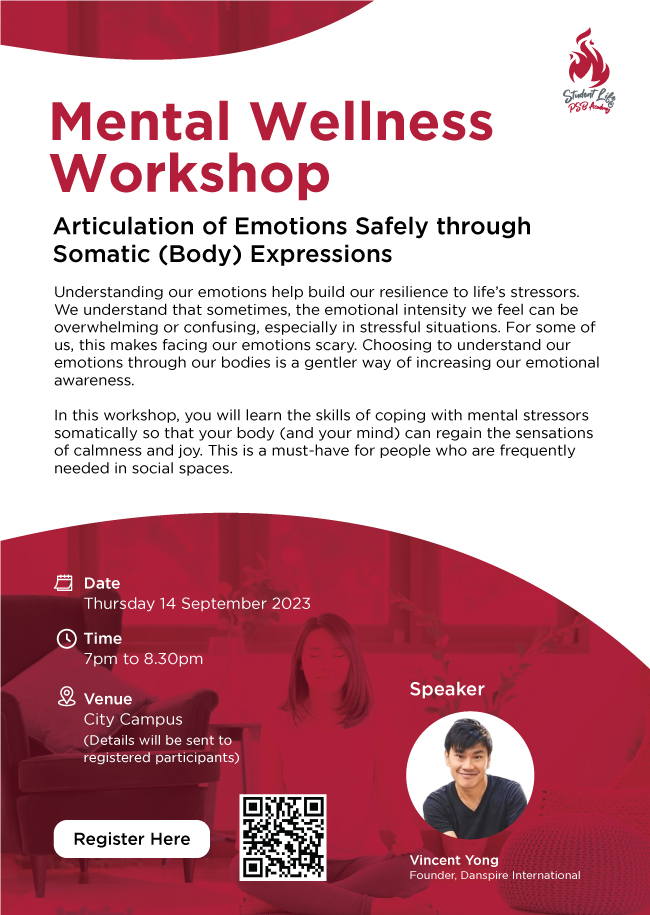 Student Life
PSB Academy
Mental Wellness
Workshop
Articulation of Emotions Safely through
Somatic (Body) Expressions
Understanding our emotions help build our resilience to life’s stressors.
We understand that sometimes, the emotional intensity we feel can be
overwhelming or confusing, especially in stressful situations. For some of
us, this makes facing our emotions scary. Choosing to understand our
emotions through our bodies is a gentler way of increasing our emotional
awareness.
In this workshop, you will learn the skills of coping with mental stressors
somatically so that your body (and your mind) can regain the sensations
of calmness and joy. This is a must-have for people who are frequently
needed in social spaces.
Date
Thursday 14 September 2023
Time
7pm to 8.30pm
Venue
City Campus
(Details will be sent to
registered participants)
Register Here
Speaker
Vincent Yong
Founder, Danspire International